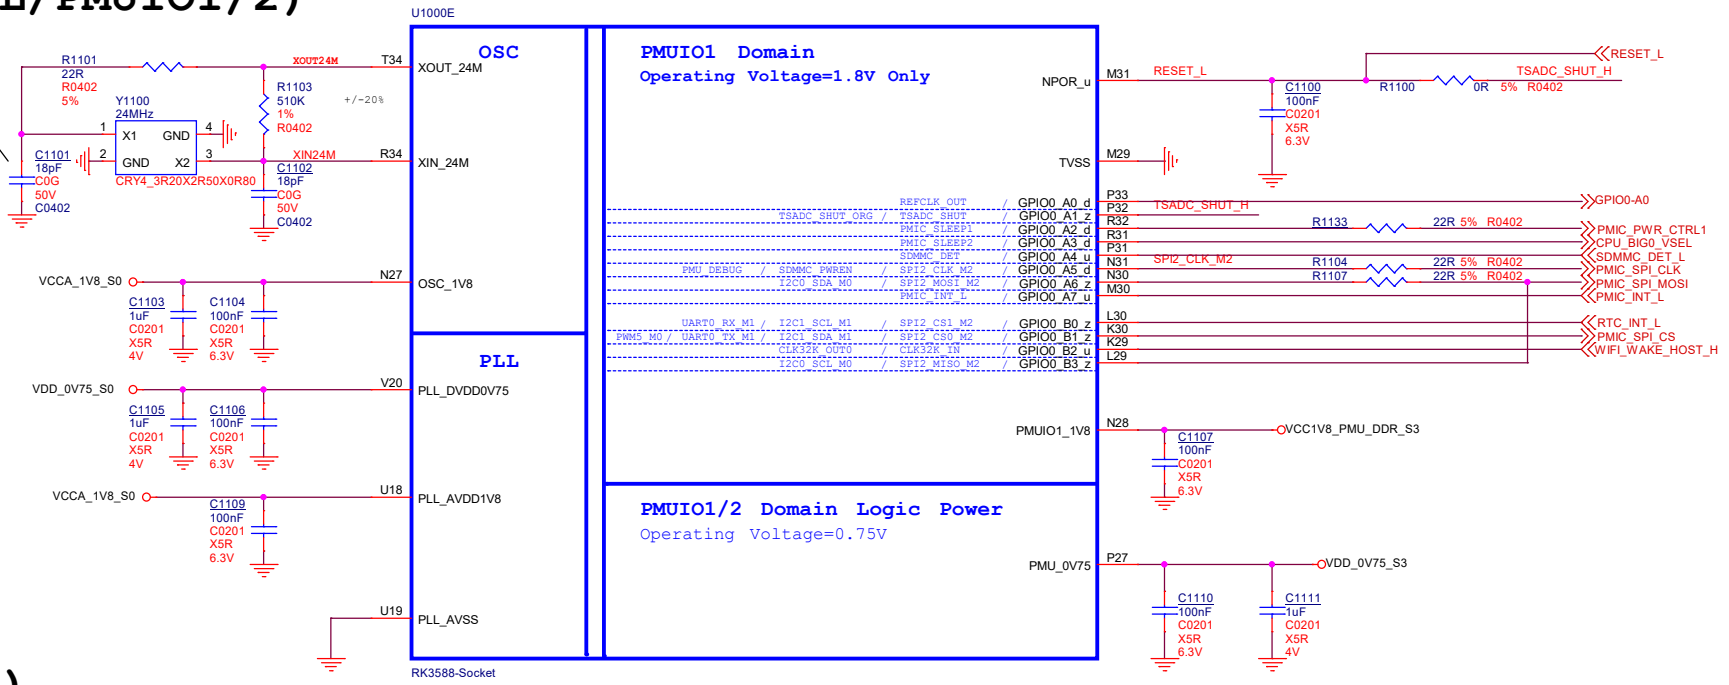 L/PMUIO1/2)
U1000E
OSC
XOUT_24M
XIN_24M
OSC_1V8
PLL
PLL_DVDD0V75
PLL_AVDD1V8
PLL_AVSS
RK3588-Socket
T34
R34
N27
V20
U18
U19
R1101
22R
R0402
5%
XOUT24M
R1103
510K
1%
R0402
+/-20%
Y1100
24MHz
1
X1
GND
4
2
GND
X2
3
CRY4_3R20X2R50X0R80
XIN24M
C1101
18pF
C0G
50V
C0402
C1102
18pF
C0G
50V
C0402
VCCA_1V8_S0
C1103
1uF
C0201
X5R
4V
C1104
100nF
C0201
X5R
6.3V
VDD_0V75_S0
C1105
1uF
C0201
X5R
4V
C1106
100nF
C0201
X5R
6.3V
VCCA_1V8_S0
C1109
100nF
C0201
X5R
6.3V
PMUIO1 Domain
Operating Voltage=1.8V Only
NPOR_u
M31
RESET_L
RESET_L
TSADC_SHUT_H
R1100
0R 5% R0402
C1100
100nF
C0201
X5R
6.3V
TVSS
M29
REFCLK_OUT / GPIO0_A0_d P33 GPIO0-A0
TSADC_SHUT_ORG / TSADC_SHUT / GPIO0_A1_z P32 TSADC_SHUT_H
PMIC_SLEEP1 / GPIO0_A2_d R32 R1133 22R 5% R0402 PMIC_PWR_CTRL1
PMIC_SLEEP2 / GPIO0_A3_d R31 CPU_BIG0_VSEL
SDMMC_DET / GPIO0_A4_u P31 SDMMC_DET_L
PMU_DEBUG / SDMMC_PWREN / SPI2_CLK_M2 / GPIO0_A5_d N31 SPI2_CLK_M2 R1104 22R 5% R0402 PMIC_SPI_CLK
I2C0_SDA_M0 / SPI2_MOSI_M2 / GPIO0_A6_z N30 R1107 22R 5% R0402 PMIC_SPI_MOSI
PMIC_INT_L / GPIO0_A7_u M30 PMIC_INT_L
UART0_RX_M1 / I2C1_SCL_M1 / SPI2_CS1_M2 / GPIO0_B0_z L30 RTC_INT_L
PWM5_M0 / UART0_TX_M1 / I2C1_SDA_M1 / SPI2_CS0_M2 / GPIO0_B1_z K30 PMIC_SPI_CS
CLK32K_OUT0 / CLK32K_IN / GPIO0_B2_u K29 WIFI_WAKE_HOST_H
I2C0_SCL_M0 / SPI2_MISO_M2 / GPIO0_B3_z L29
PMUIO1_1V8
N28
VCC1V8_PMU_DDR_S3
C1107
100nF
C0201
X5R
6.3V
PMUIO1/2 Domain Logic Power
Operating Voltage=0.75V
PMU_0V75
P27
VDD_0V75_S3
C1110
100nF
C0201
X5R
6.3V
C1111
1uF
C0201
X5R
4V
)